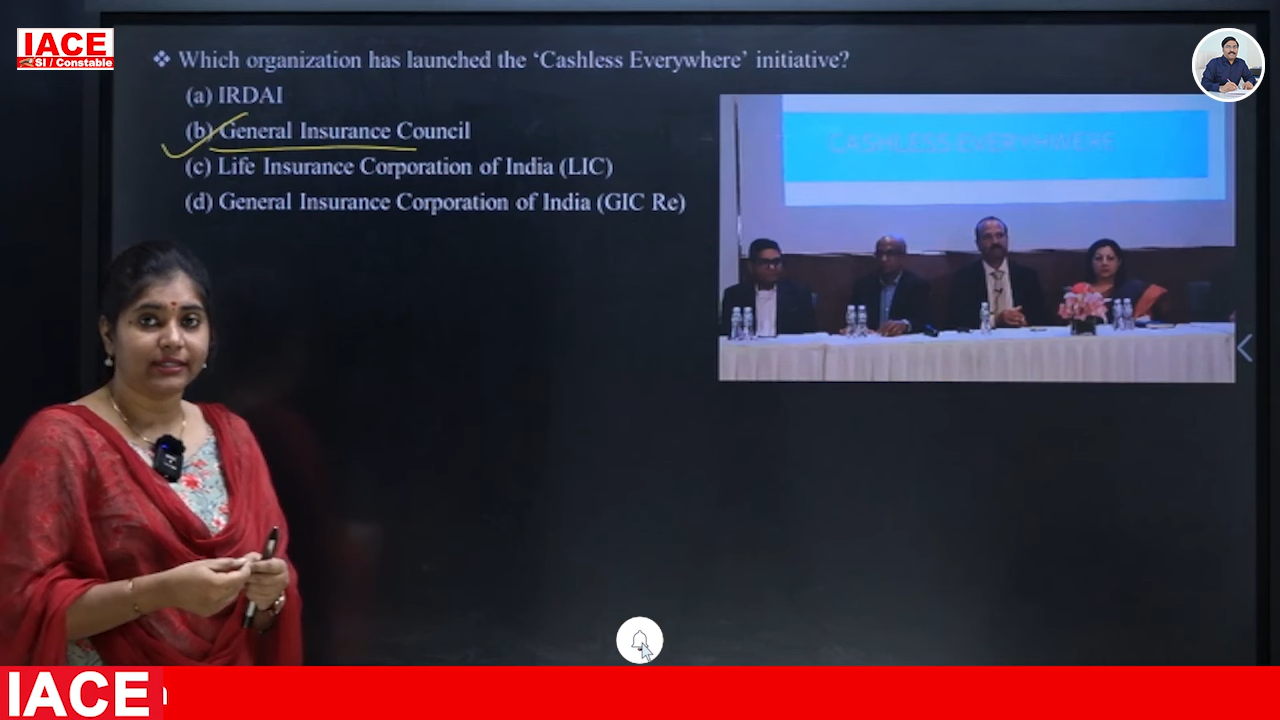 IACE
SI / Constable
❖ Which organization has launched the ‘Cashless Everywhere’ initiative?
(a) IRDAI
(b) General Insurance Council
(c) Life Insurance Corporation of India (LIC)
(d) General Insurance Corporation of India (GIC Re)
CASHLESS EVERYWHERE
IACE